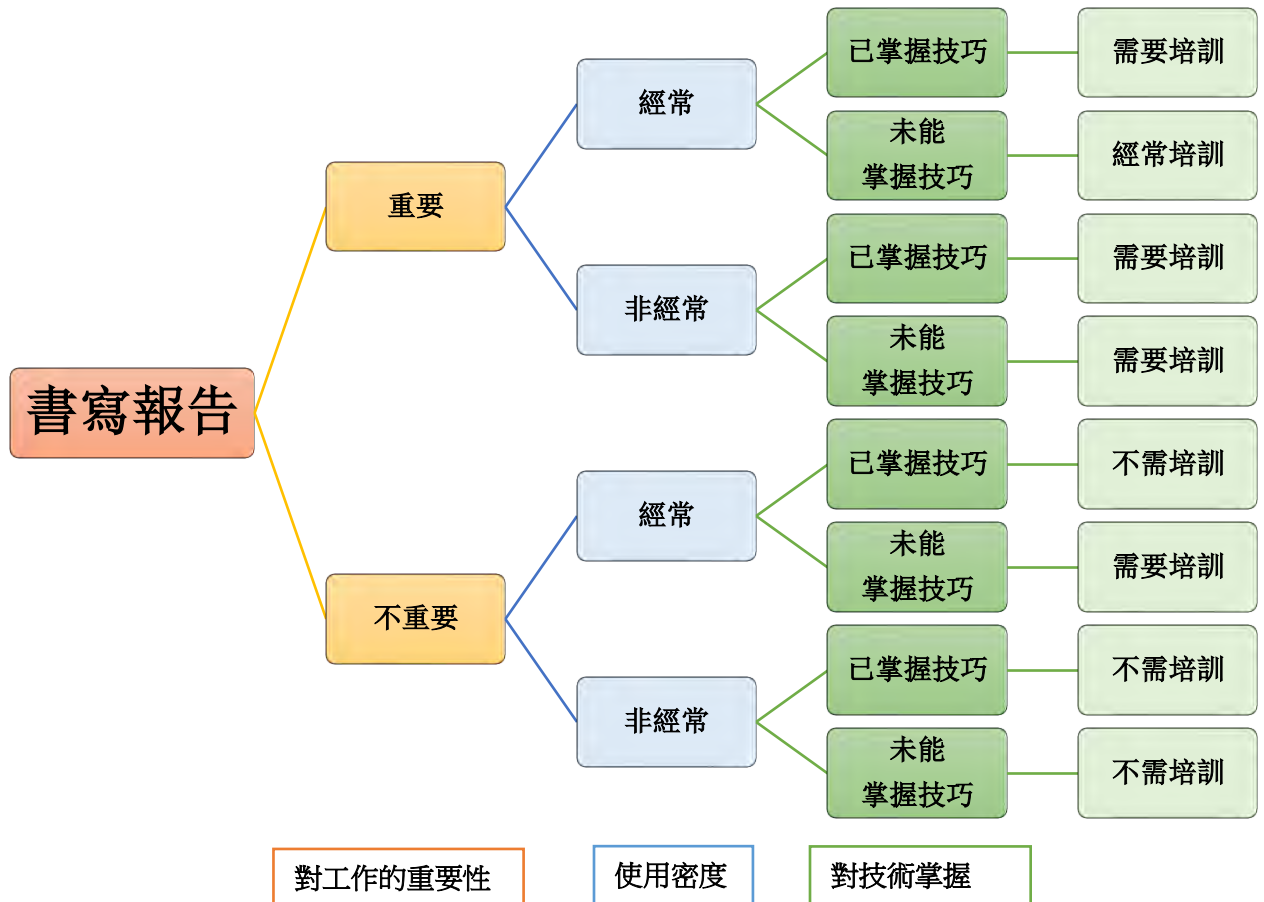 書寫報告
重要
經常
已掌握技巧
需要培訓
未能
掌握技巧
經常培訓
非經常
已掌握技巧
需要培訓
未能
掌握技巧
需要培訓
不重要
經常
已掌握技巧
不需培訓
未能
掌握技巧
需要培訓
非經常
已掌握技巧
不需培訓
未能
掌握技巧
不需培訓
對工作的重要性
使用密度
對技術掌握